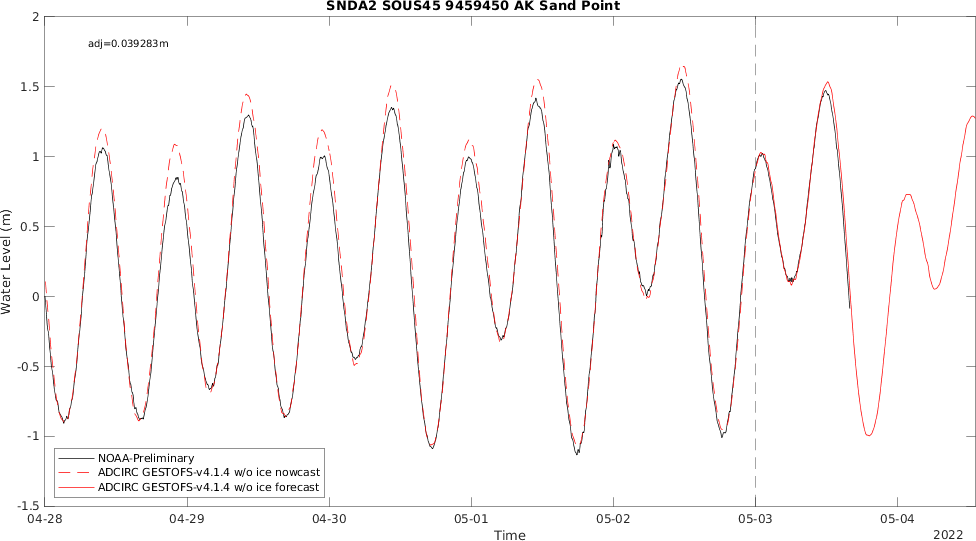 SNDA2 SOUS45 9459450 AK Sand Point
adj=0.039283m
2
1.5
1
0.5
0
-0.5
-1
-1.5
Water Level (m)
NOAA-Preliminary
ADCIRC GESTOFS-v4.1.4 w/o ice nowcast
ADCIRC GESTOFS-v4.1.4 w/o ice forecast
04-28 04-29 04-30 05-01 05-02 05-03 05-04
Time
2022